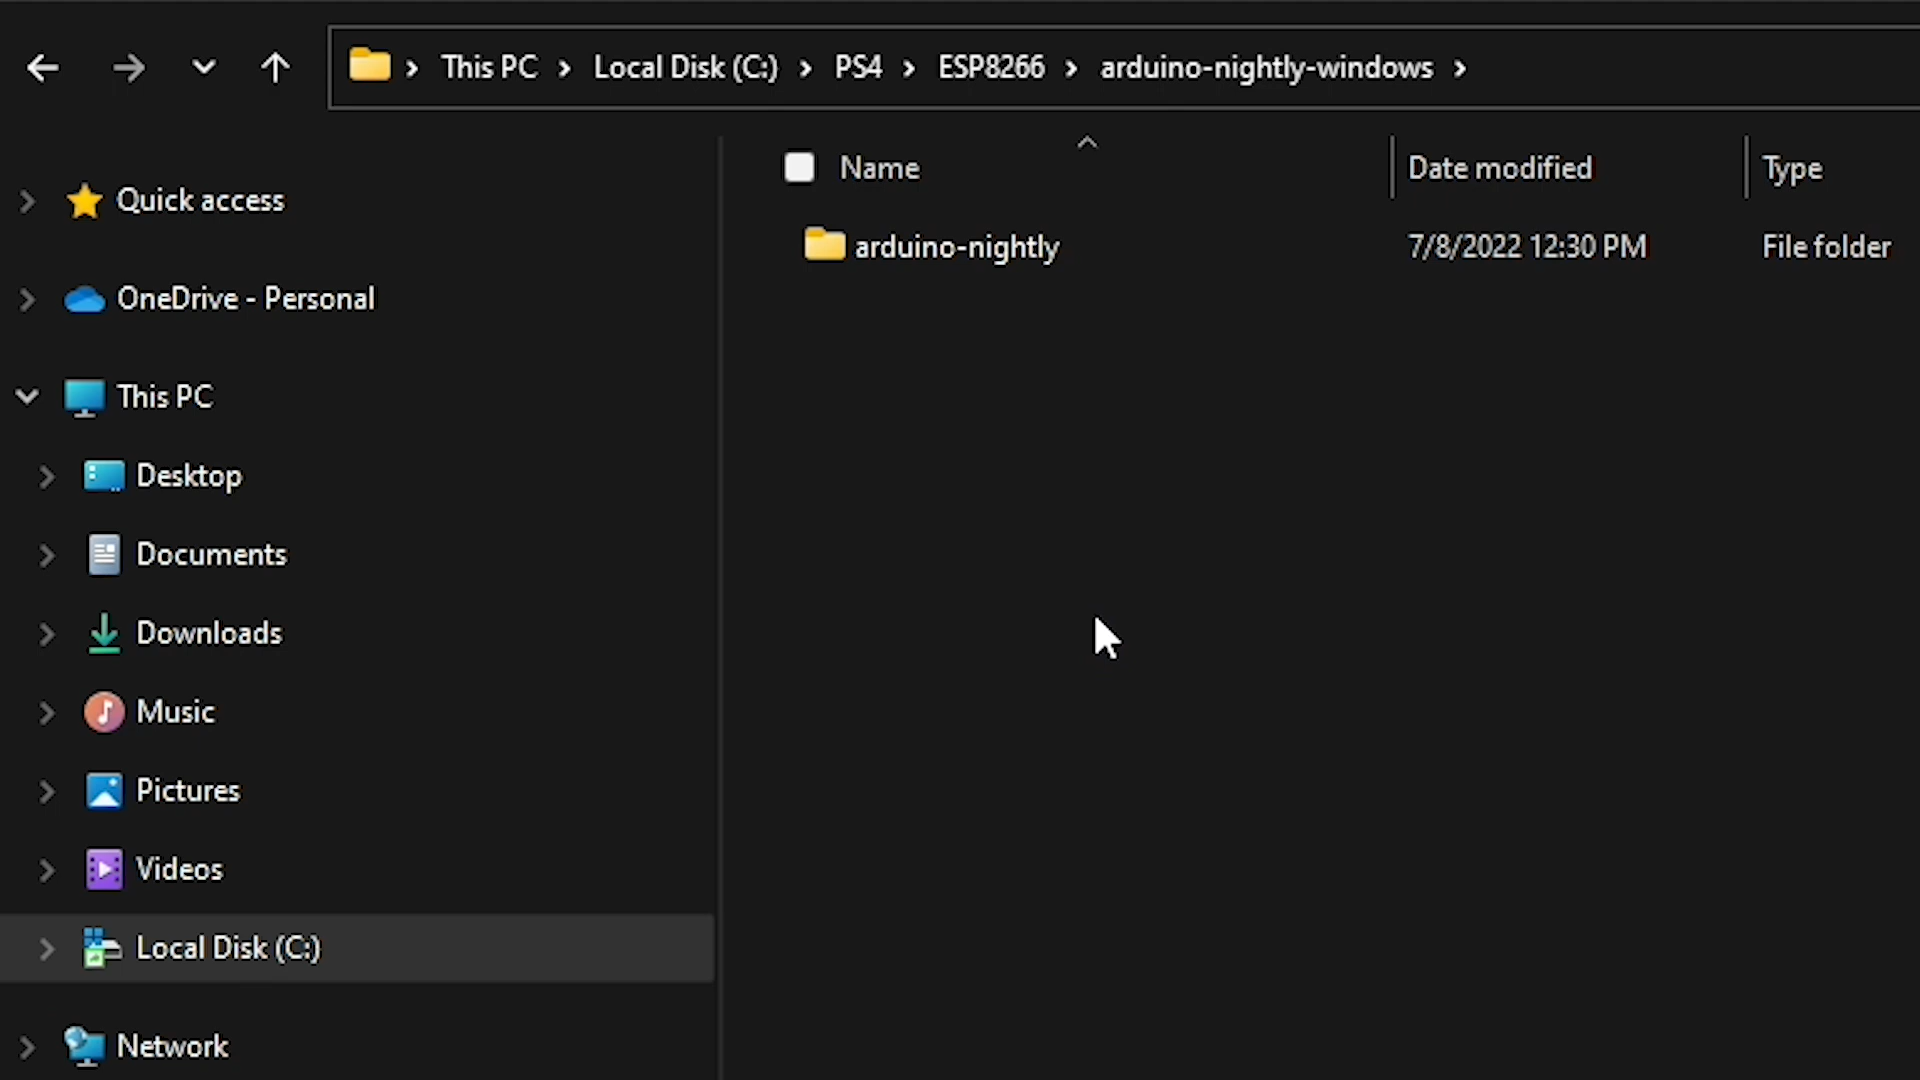 This PC > Local Disk (C:) > PS4 > ESP8266 > arduino-nightly-windows >
Name Date modified Type
arduino-nightly 7/8/2022 12:30 PM File folder
Quick access
OneDrive - Personal
This PC
Desktop
Documents
Downloads
Music
Pictures
Videos
Local Disk (C:)
Network